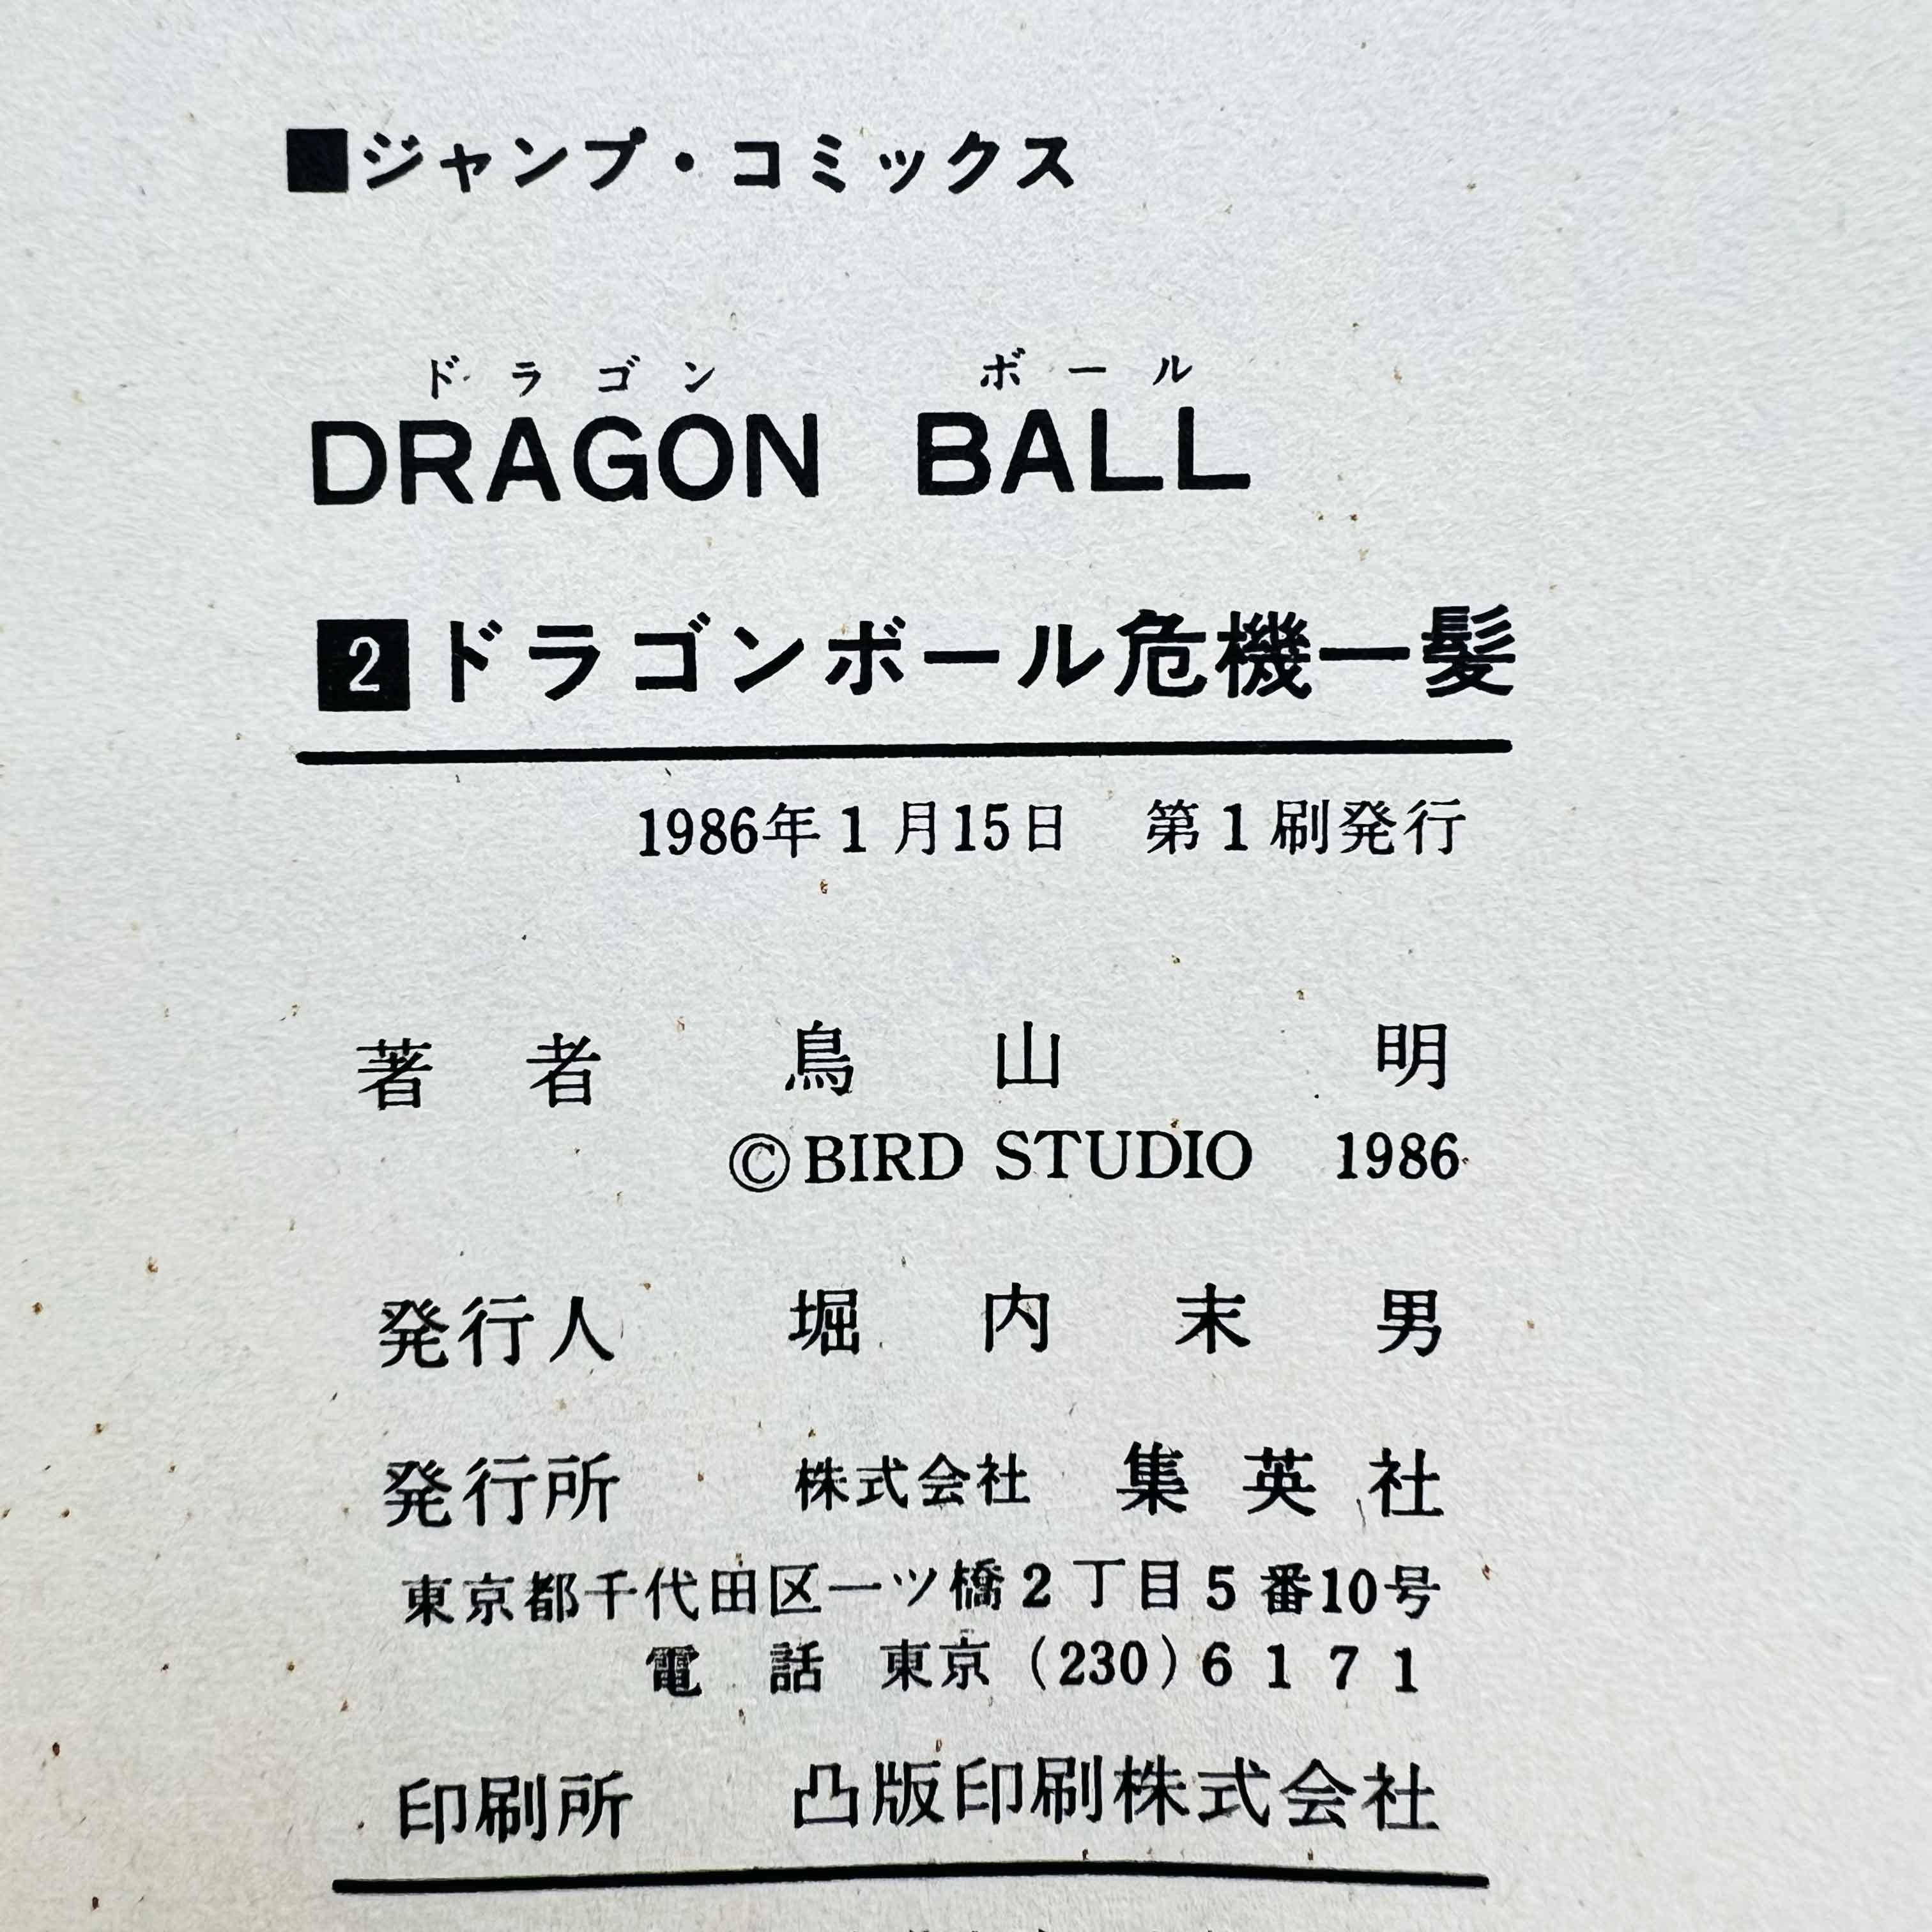 ■ジャンプ・コミックス
ドラゴン ボール
DRAGON BALL
2 ドラゴンボール危機一髪
1986年1月15日 第1刷発行
著者 鳥山 明
©BIRD STUDIO 1986
発行人 堀内末男
発行所 株式会社 集英社
東京都千代田区一ツ橋2丁目5番10号
電話 東京(230)6171
印刷所 凸版印刷株式会社